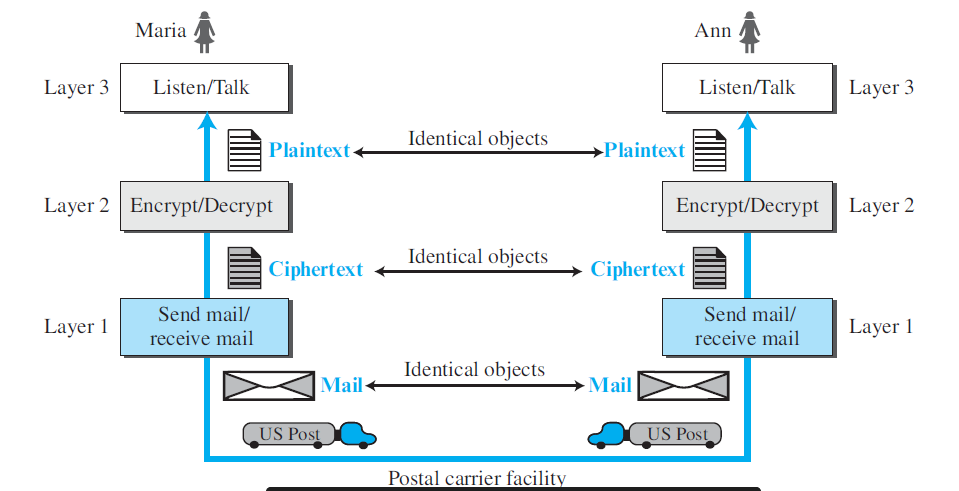 Maria
Ann
Layer 3
Listen/Talk
Listen/Talk
Layer 3
Plaintext
Identical objects
Plaintext
Layer 2
Encrypt/Decrypt
Encrypt/Decrypt
Layer 2
Ciphertext
Identical objects
Ciphertext
Layer 1
Send mail/
receive mail
Send mail/
receive mail
Layer 1
Mail
Identical objects
Mail
US Post
US Post
Postal carrier facility